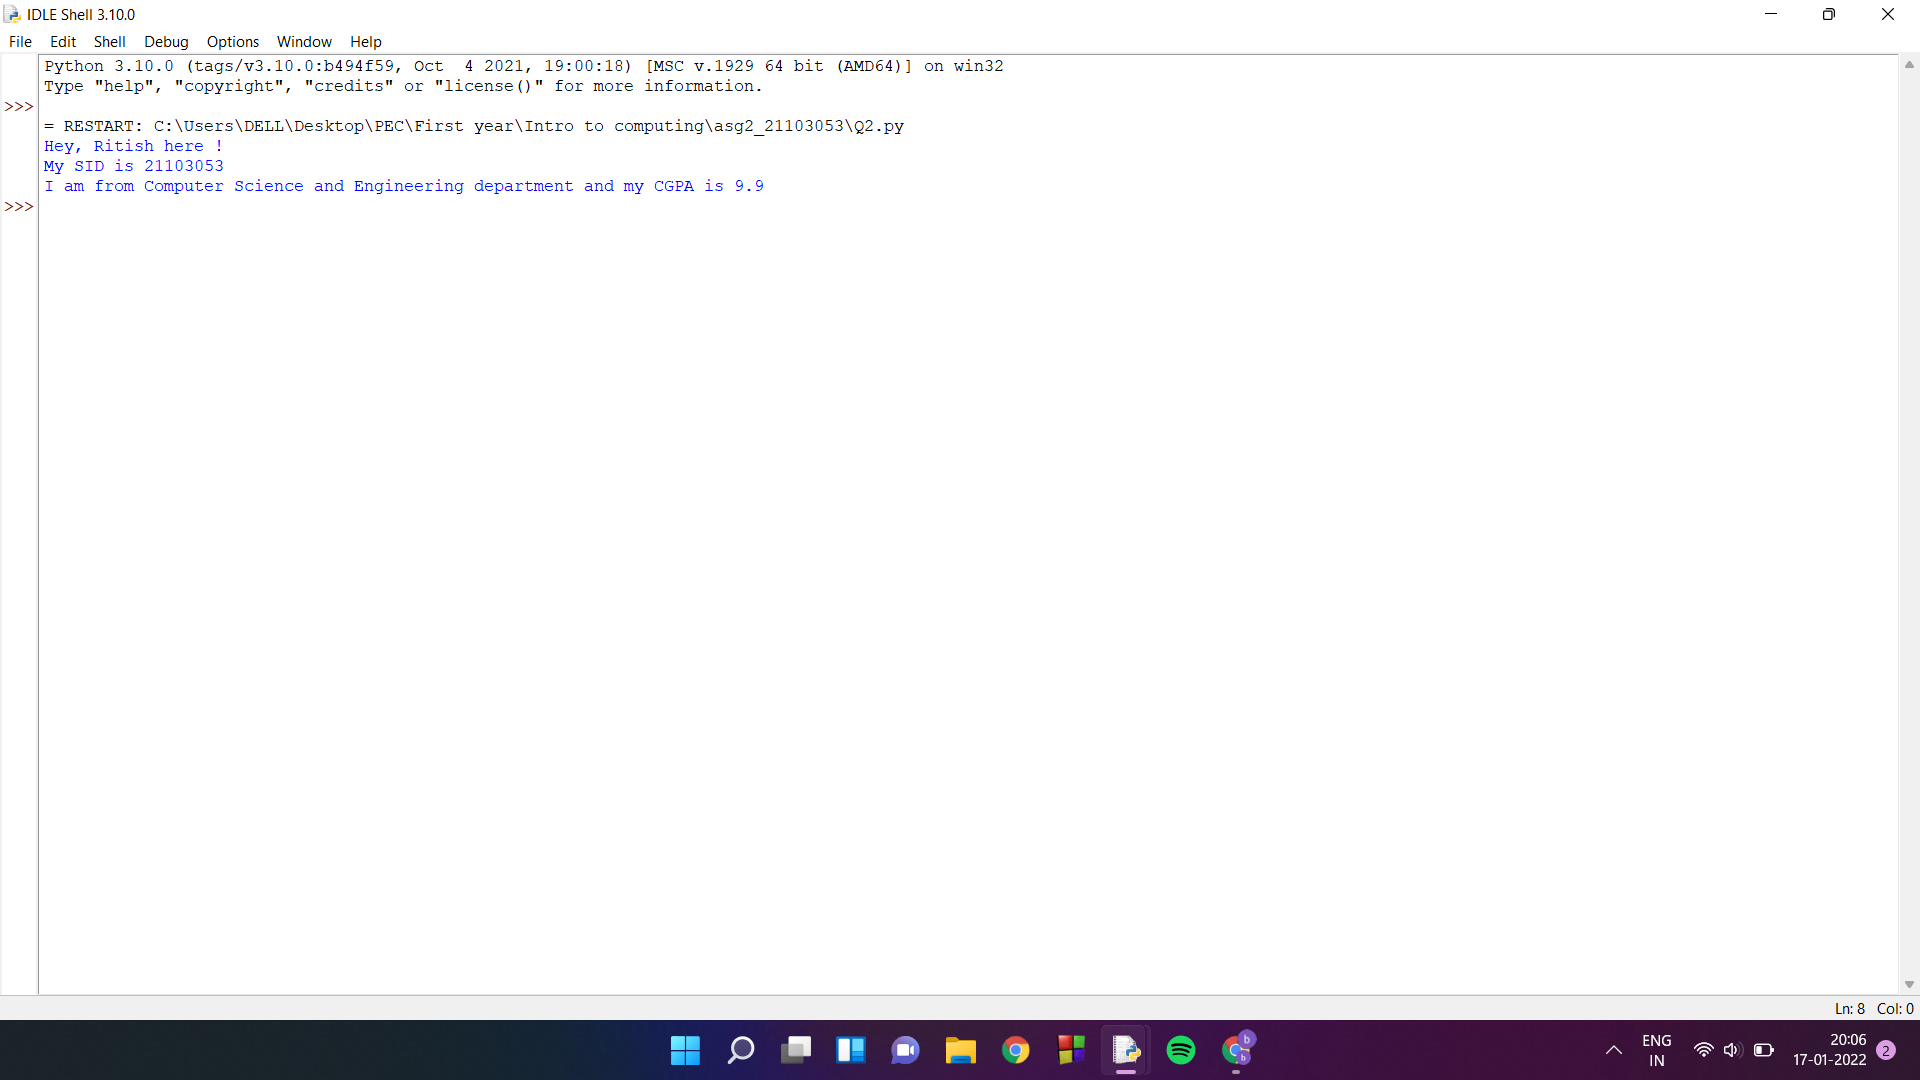 IDLE Shell 3.10.0
File Edit Shell Debug Options Window Help
Python 3.10.0 (tags/v3.10.0:b494f59, Oct  4 2021, 19:00:18) [MSC v.1929 64 bit (AMD64)] on win32
Type "help", "copyright", "credits" or "license()" for more information.
>>>
= RESTART: C:\Users\DELL\Desktop\PEC\First year\Intro to computing\asg2_21103053\Q2.py
Hey, Ritish here !
My SID is 21103053
I am from Computer Science and Engineering department and my CGPA is 9.9
>>>
Ln: 8 Col: 0
b
b
ENG
IN
20:06
17-01-2022
2